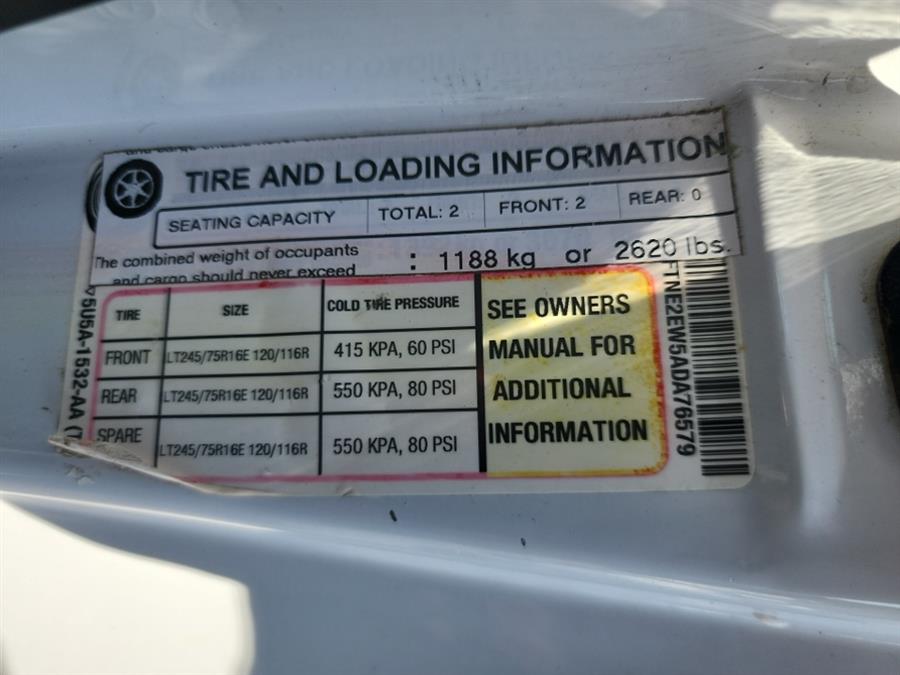 TIRE AND LOADING INFORMATION
SEATING CAPACITY TOTAL: 2 FRONT: 2 REAR: 0
The combined weight of occupants
and cargo should never exceed : 1188 kg or 2620 lbs.
TIRE SIZE COLD TIRE PRESSURE
FRONT LT245/75R16E 120/116R 415 KPA, 60 PSI
REAR LT245/75R16E 120/116R 550 KPA, 80 PSI
SPARE LT245/75R16E 120/116R 550 KPA, 80 PSI
SEE OWNERS
MANUAL FOR
ADDITIONAL
INFORMATION
5U5A-1532-AA
FTNE2EW5ADA76579